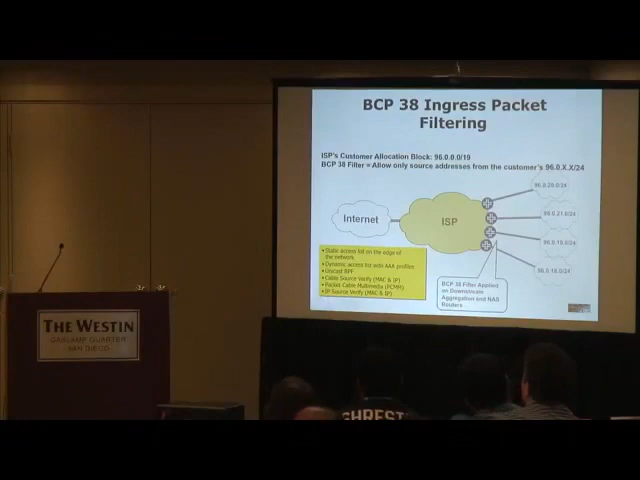 BCP 38 Ingress Packet
Filtering
ISP's Customer Allocation Block: 96.0.0.0/19
BCP 38 Filter = Allow only source addresses from the customer's 96.0.X.X/24
96.0.20.0/24
Internet
ISP
96.0.21.0/24
96.0.19.0/24
96.0.18.0/24
• Static access list on the edge of
the network
• Dynamic access list with AAA profiles
• Unicast RPF
• Cable Source Verify (MAC & IP)
• Packet Cable Multimedia (PCMM)
• IP Source Verify (MAC & IP)
BCP 38 Filter Applied
on Downstream
Aggregation and NAS
Routers
THE WESTIN
GASLAMP QUARTER
SAN DIEGO